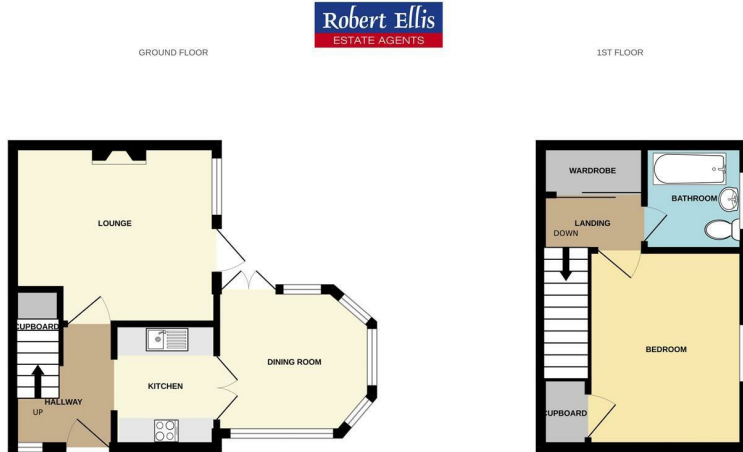 Robert Ellis
ESTATE AGENTS
GROUND FLOOR
1ST FLOOR
LOUNGE
CUPBOARD
UP
HALLWAY
KITCHEN
DINING ROOM
WARDROBE
BATHROOM
LANDING
DOWN
BEDROOM
CUPBOARD